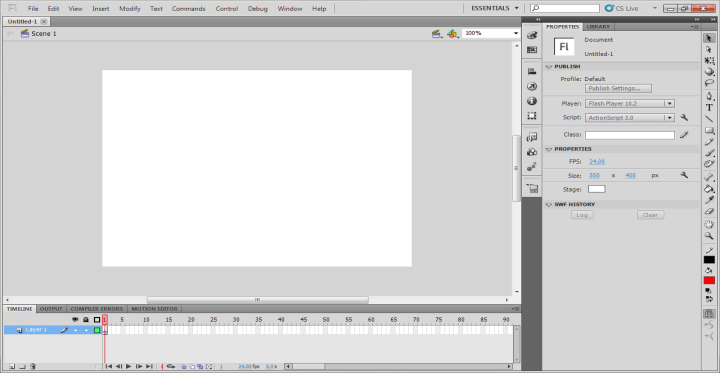 Fl File Edit View Insert Modify Text Commands Control Debug Window Help ESSENTIALS CS Live
Untitled-1
Scene 1 100%
PROPERTIES LIBRARY
Fl Document
Untitled-1
PUBLISH
Profile: Default
Publish Settings...
Player: Flash Player 10.2
Script: ActionScript 3.0
Class:
PROPERTIES
FPS: 24.00
Size: 550 x 400 px
Stage:
SWF HISTORY
Log Clear
TIMELINE OUTPUT COMPILER ERRORS MOTION EDITOR
1 5 10 15 20 25 30 35 40 45 50 55 60 65 70 75 80 85 90
Layer 1
1 24.00 fps 0.0 s